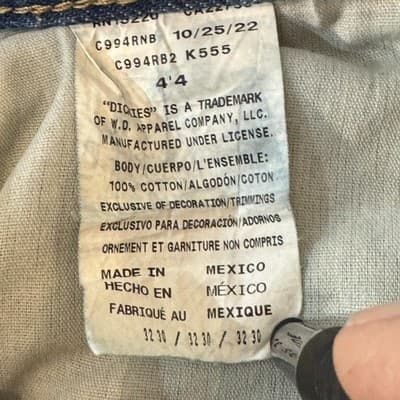 C994RNB 10/25/22
C994RB2 K555
4'4
"DICKIES" IS A TRADEMARK
OF W.D. APPAREL COMPANY, LLC.
MANUFACTURED UNDER LICENSE.
BODY/CUERPO/L'ENSEMBLE:
100% COTTON/ALGODÓN/COTON
EXCLUSIVE OF DECORATION/TRIMMINGS
EXCLUSIVO PARA DECORACIÓN/ADORNOS
ORNEMENT ET GARNITURE NON COMPRIS
MADE IN MEXICO
HECHO EN MÉXICO
FABRIQUÉ AU MEXIQUE
32 30 / 32 30 / 32 30